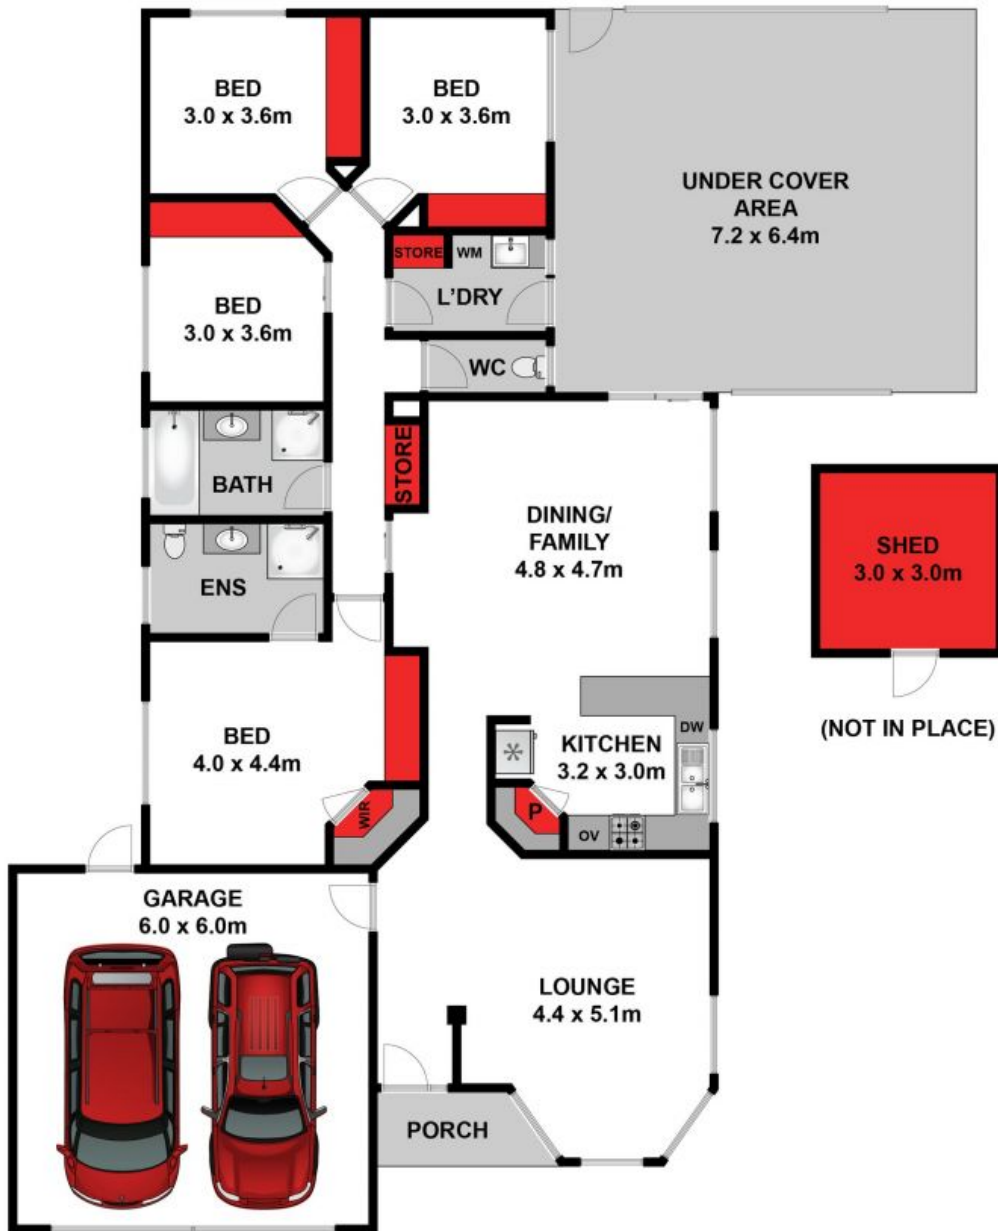 BED
3.0 x 3.6m
BED
3.0 x 3.6m
UNDER COVER
AREA
7.2 x 6.4m
STORE
WM
L'DRY
BED
3.0 x 3.6m
WC
STORE
BATH
DINING/
FAMILY
4.8 x 4.7m
SHED
3.0 x 3.0m
ENS
(NOT IN PLACE)
BED
4.0 x 4.4m
DW
KITCHEN
3.2 x 3.0m
WIR
P
OV
GARAGE
6.0 x 6.0m
LOUNGE
4.4 x 5.1m
PORCH